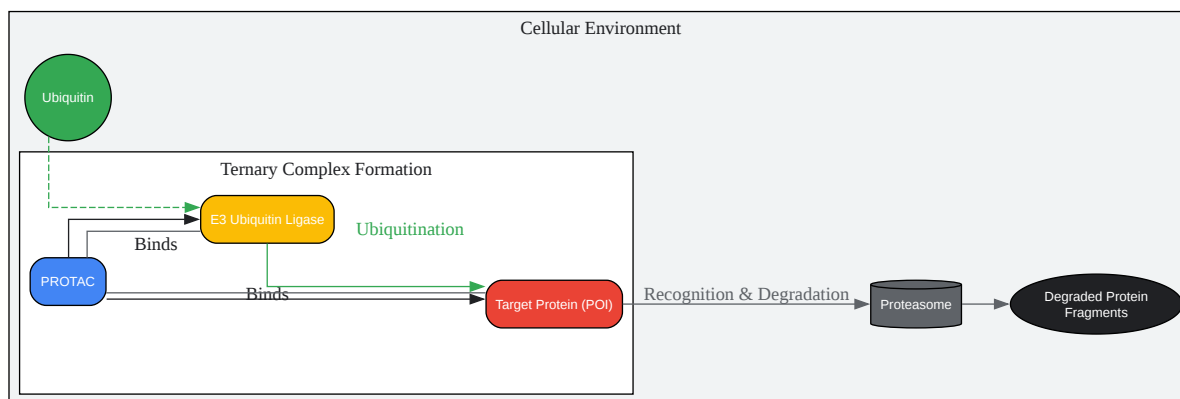 Cellular Environment
Ubiquitin
Ternary Complex Formation
E3 Ubiquitin Ligase
Ubiquitination
Binds
PROTAC
Binds
Target Protein (POI)
Recognition & Degradation
Proteasome
Degraded Protein
Fragments